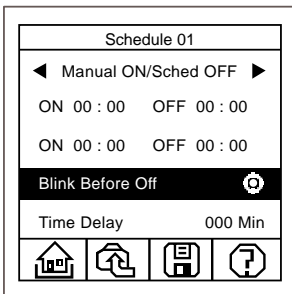 Schedule 01
Manual ON/Sched OFF
ON 00 : 00 OFF 00 : 00
ON 00 : 00 OFF 00 : 00
Blink Before Off
Time Delay 000 Min
?